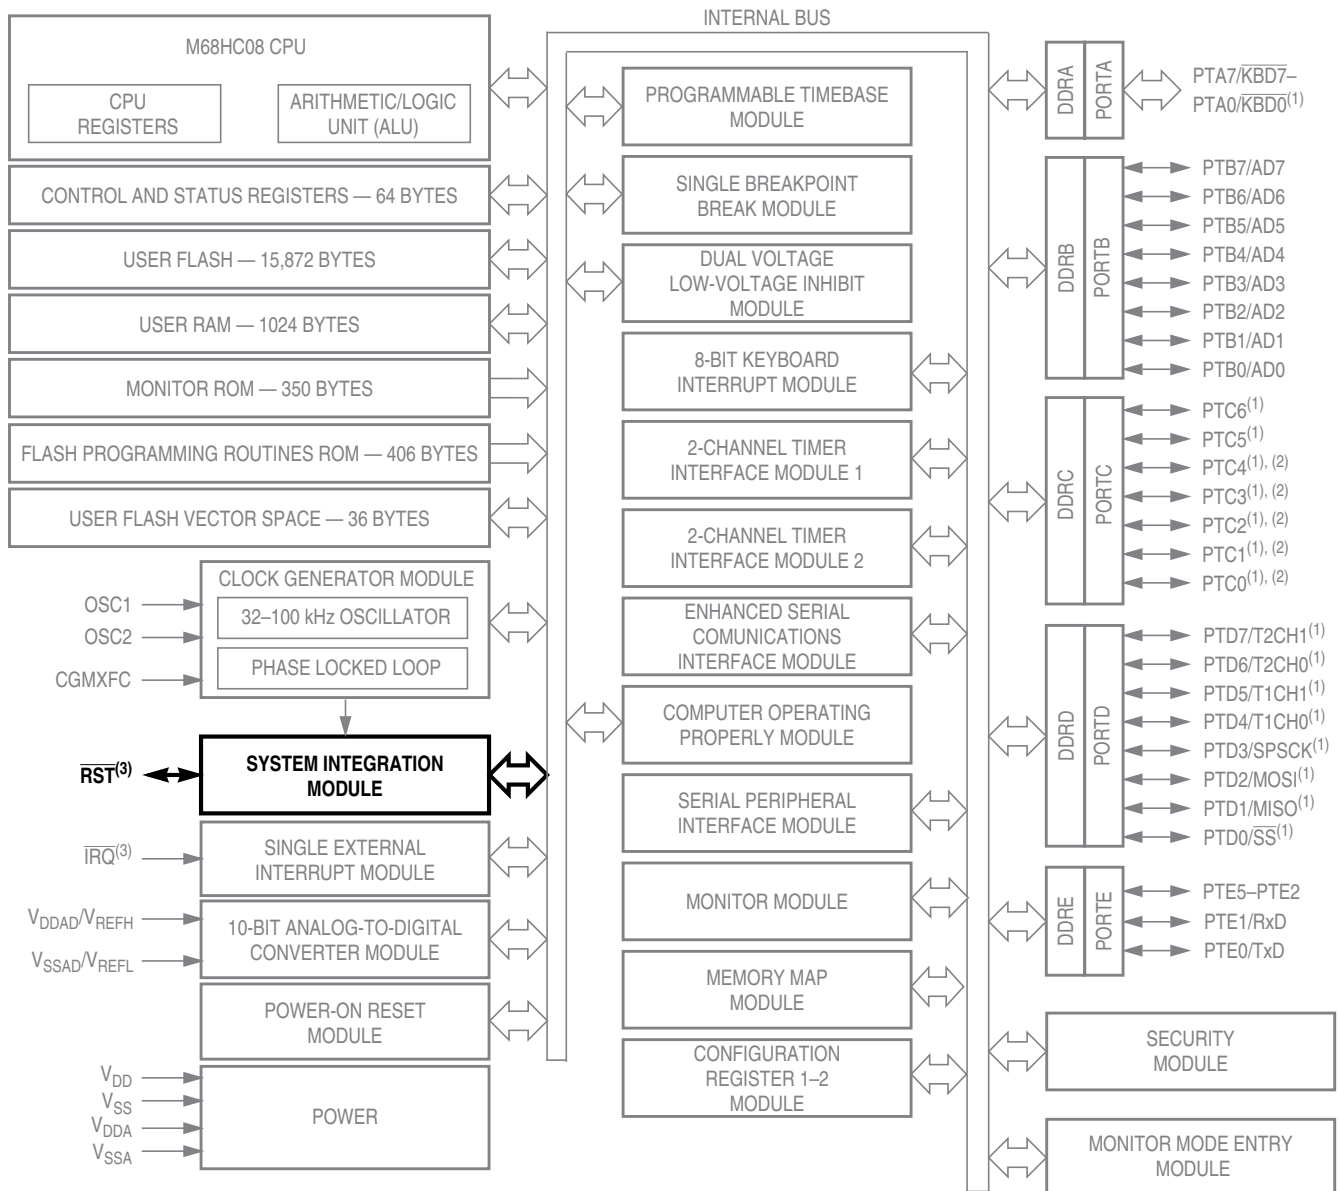 INTERNAL BUS
M68HC08 CPU
CPU
REGISTERS
ARITHMETIC/LOGIC
UNIT (ALU)
CONTROL AND STATUS REGISTERS — 64 BYTES
USER FLASH — 15,872 BYTES
USER RAM — 1024 BYTES
MONITOR ROM — 350 BYTES
FLASH PROGRAMMING ROUTINES ROM — 406 BYTES
USER FLASH VECTOR SPACE — 36 BYTES
CLOCK GENERATOR MODULE
32–100 kHz OSCILLATOR
PHASE LOCKED LOOP
OSC1
OSC2
CGMXFC
SYSTEM INTEGRATION
MODULE
RST(3)
SINGLE EXTERNAL
INTERRUPT MODULE
IRQ(3)
10-BIT ANALOG-TO-DIGITAL
CONVERTER MODULE
VDDAD/VREFH
VSSAD/VREFL
POWER-ON RESET
MODULE
POWER
VDD
VSS
VDDA
VSSA
PROGRAMMABLE TIMEBASE
MODULE
SINGLE BREAKPOINT
BREAK MODULE
DUAL VOLTAGE
LOW-VOLTAGE INHIBIT
MODULE
8-BIT KEYBOARD
INTERRUPT MODULE
2-CHANNEL TIMER
INTERFACE MODULE 1
2-CHANNEL TIMER
INTERFACE MODULE 2
ENHANCED SERIAL
COMUNICATIONS
INTERFACE MODULE
COMPUTER OPERATING
PROPERLY MODULE
SERIAL PERIPHERAL
INTERFACE MODULE
MONITOR MODULE
MEMORY MAP
MODULE
CONFIGURATION
REGISTER 1–2
MODULE
DDRA
PORTA
PTA7/KBD7–
PTA0/KBD0(1)
DDRB
PORTB
PTB7/AD7
PTB6/AD6
PTB5/AD5
PTB4/AD4
PTB3/AD3
PTB2/AD2
PTB1/AD1
PTB0/AD0
DDRC
PORTC
PTC6(1)
PTC5(1)
PTC4(1), (2)
PTC3(1), (2)
PTC2(1), (2)
PTC1(1), (2)
PTC0(1), (2)
DDRD
PORTD
PTD7/T2CH1(1)
PTD6/T2CH0(1)
PTD5/T1CH1(1)
PTD4/T1CH0(1)
PTD3/SPSCK(1)
PTD2/MOSI(1)
PTD1/MISO(1)
PTD0/SS(1)
DDRE
PORTE
PTE5–PTE2
PTE1/RxD
PTE0/TxD
SECURITY
MODULE
MONITOR MODE ENTRY
MODULE